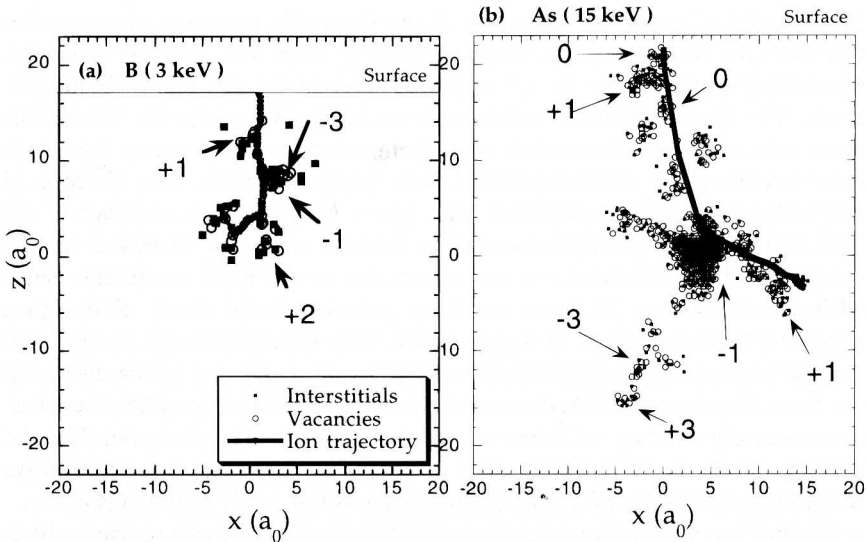 (a) B (3 keV)
Surface
20
10
0
-10
-20
z (a0)
-20 -15 -10 -5 0 5 10 15 20
x (a0)
+1
-3
-1
+2
Interstitials
Vacancies
Ion trajectory
(b) As (15 keV)
Surface
20
10
0
-10
-20
-20 -15 -10 -5 0 5 10 15 20
x (a0)
0
0
+1
-3
-1
+1
+3